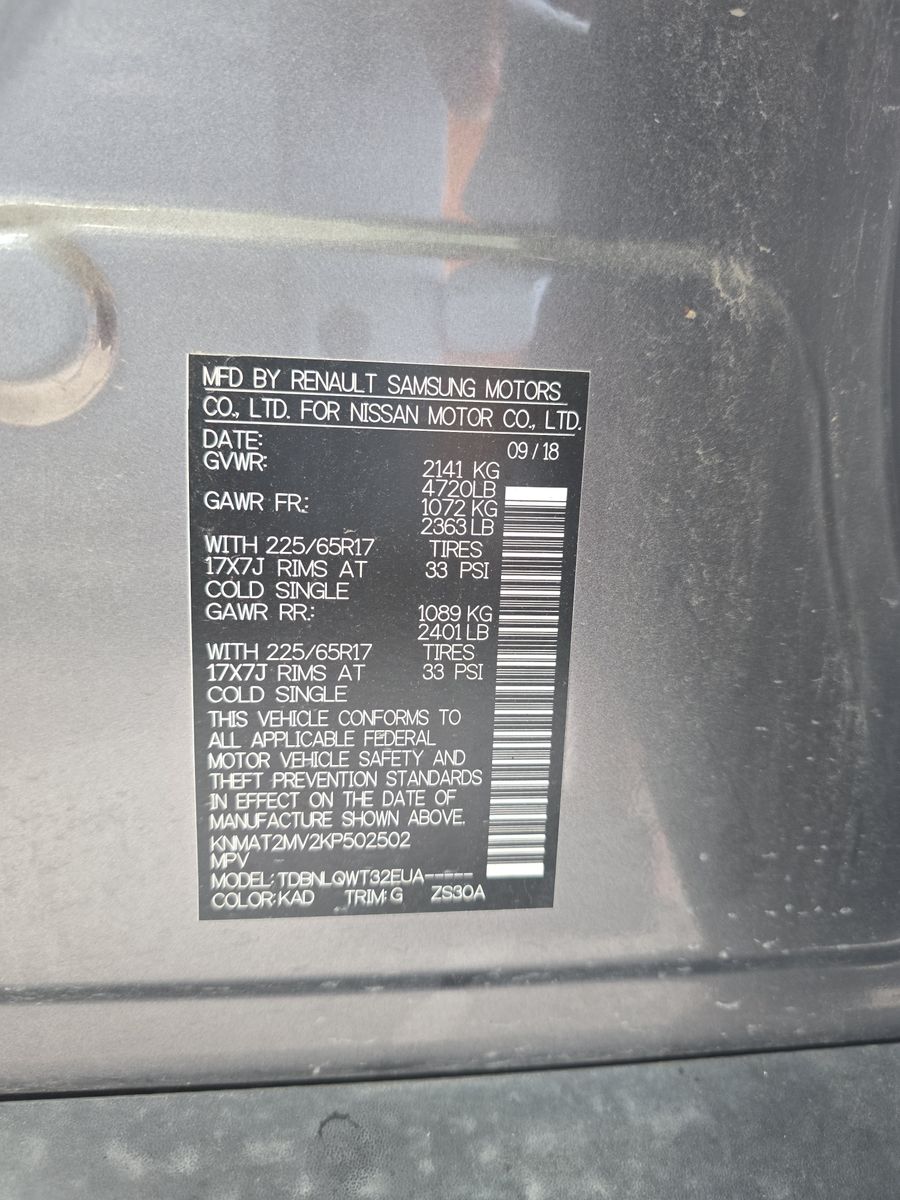 MFD BY RENAULT SAMSUNG MOTORS
CO., LTD. FOR NISSAN MOTOR CO., LTD.
DATE: 09/18
GVWR: 2141 KG
4720LB
GAWR FR.: 1072 KG
2363 LB
WITH 225/65R17 TIRES
17X7J RIMS AT 33 PSI
COLD SINGLE
GAWR RR.: 1089 KG
2401 LB
WITH 225/65R17 TIRES
17X7J RIMS AT 33 PSI
COLD SINGLE
THIS VEHICLE CONFORMS TO
ALL APPLICABLE FEDERAL
MOTOR VEHICLE SAFETY AND
THEFT PREVENTION STANDARDS
IN EFFECT ON THE DATE OF
MANUFACTURE SHOWN ABOVE.
KNMAT2MV2KP502502
MPV
MODEL: TDBNLQWT32EUA-----
COLOR: KAD TRIM: G ZS30A